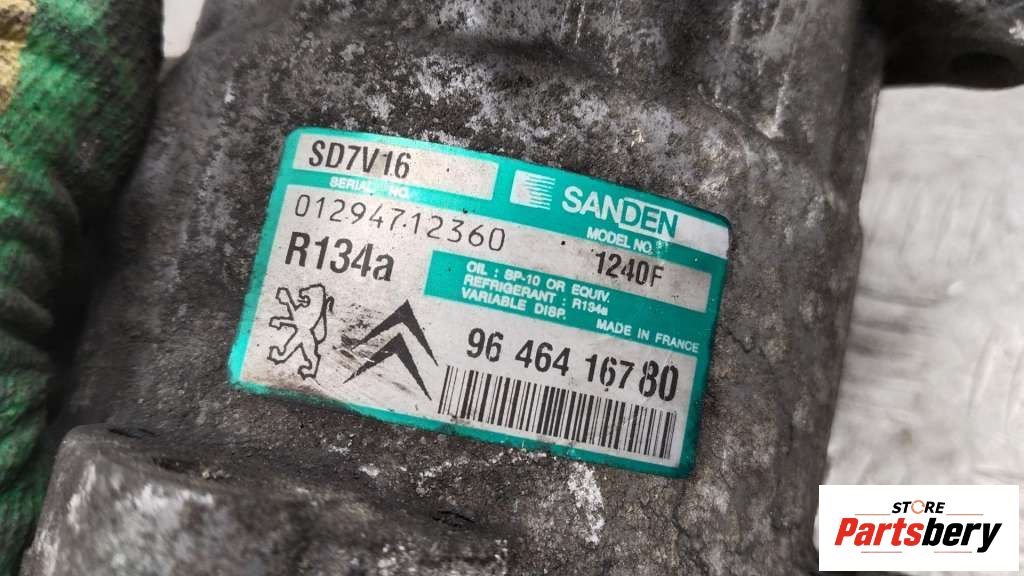 SD7V16
SANDEN
SERIAL NO.
MODEL NO.
01294712360
1240F
R134a
OIL : SP-10 OR EQUIV.
REFRIGERANT : R134a
VARIABLE DISP.
MADE IN FRANCE
96 464 167 80
STORE
Partsbery